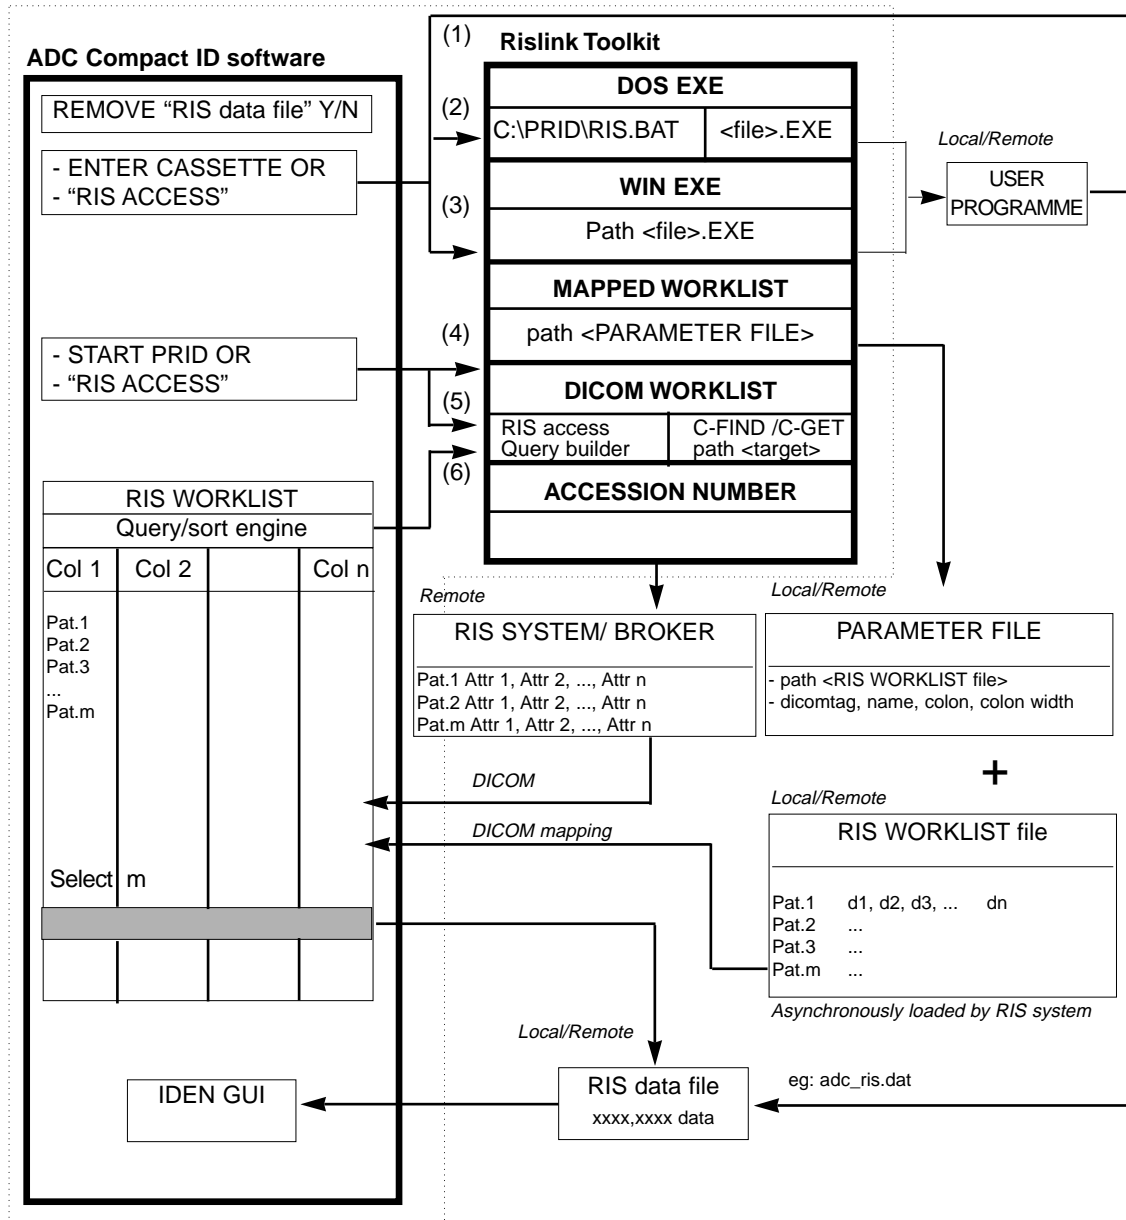 ADC Compact ID software
REMOVE “RIS data file” Y/N
- ENTER CASSETTE OR
- “RIS ACCESS”
- START PRID OR
- “RIS ACCESS”
(1)
(2)
(3)
(4)
(5)
(6)
Rislink Toolkit
DOS EXE
C:\PRID\RIS.BAT <file>.EXE
WIN EXE
Path <file>.EXE
MAPPED WORKLIST
path <PARAMETER FILE>
DICOM WORKLIST
RIS access C-FIND /C-GET
Query builder path <target>
ACCESSION NUMBER
Local/Remote
USER
PROGRAMME
RIS WORKLIST
Query/sort engine
Col 1 Col 2 Col n
Pat.1
Pat.2
Pat.3
...
Pat.m
Select m
Remote
RIS SYSTEM/ BROKER
Pat.1 Attr 1, Attr 2, ..., Attr n
Pat.2 Attr 1, Attr 2, ..., Attr n
Pat.m Attr 1, Attr 2, ..., Attr n
Local/Remote
PARAMETER FILE
- path <RIS WORKLIST file>
- dicomtag, name, colon, colon width
+
DICOM
DICOM mapping
Local/Remote
RIS WORKLIST file
Pat.1 d1, d2, d3, ... dn
Pat.2 ...
Pat.3 ...
Pat.m ...
Asynchronously loaded by RIS system
Local/Remote
RIS data file
xxxx,xxxx data
eg: adc_ris.dat
IDEN GUI